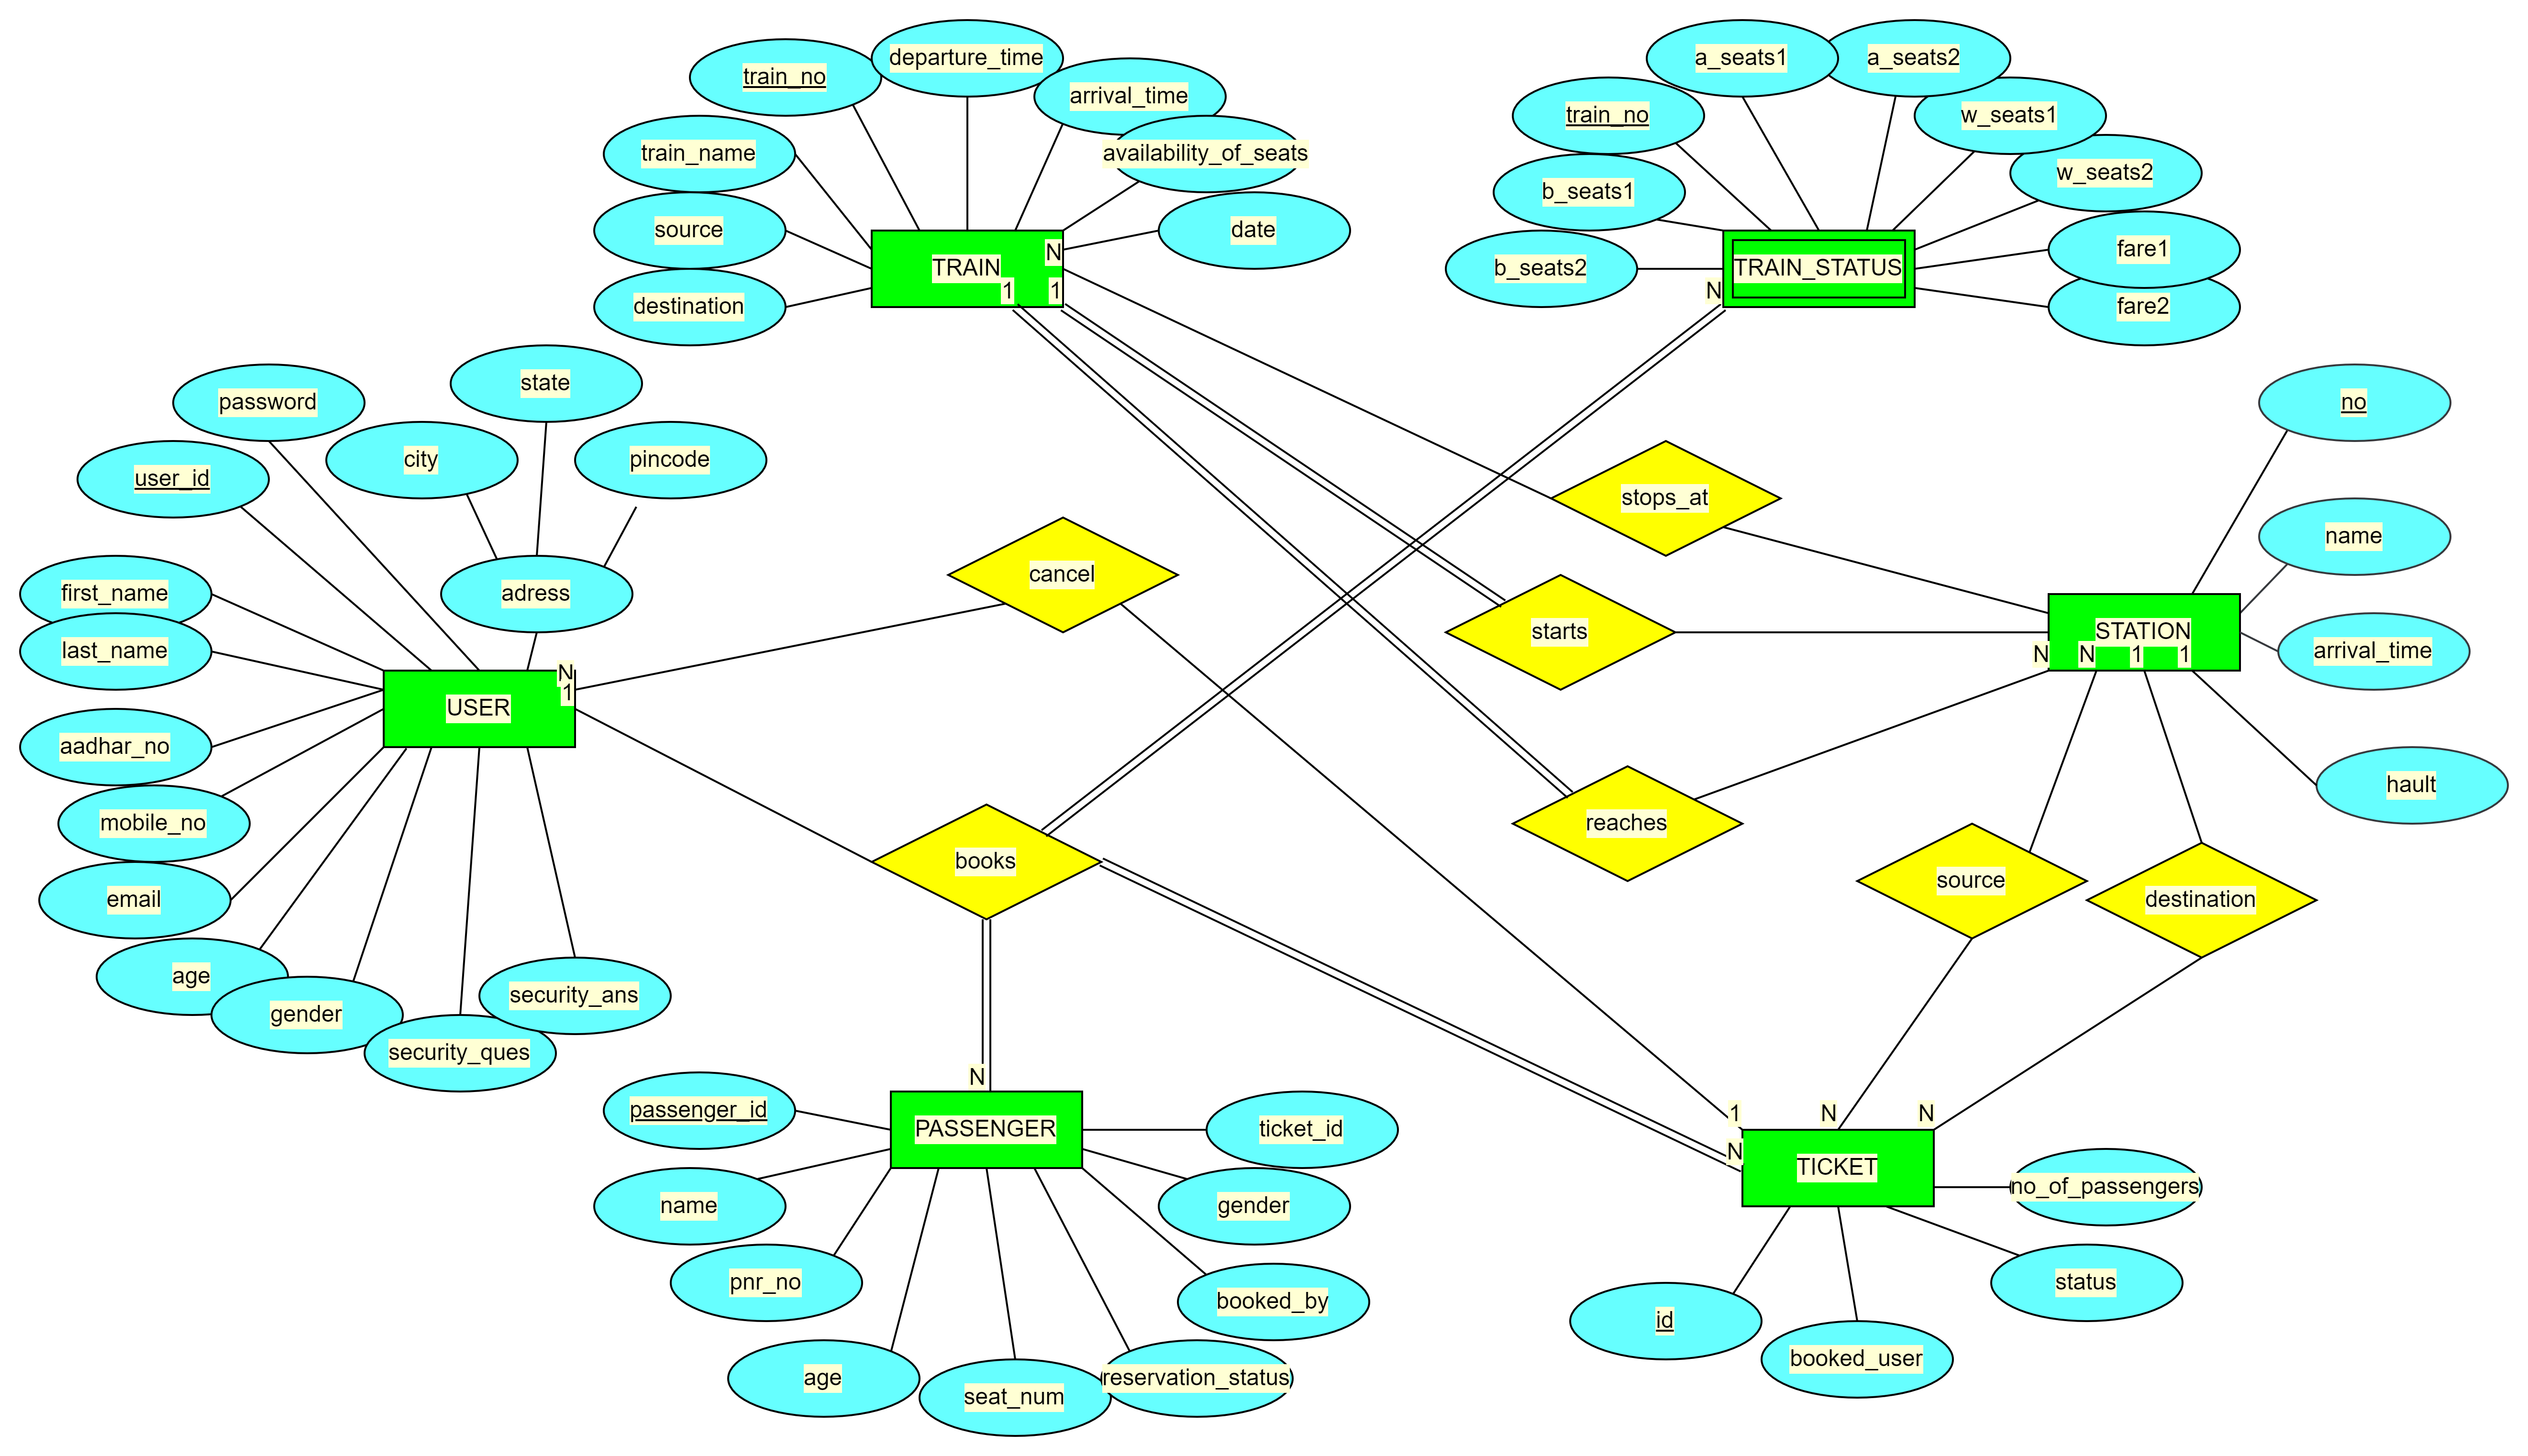 departure_time
a_seats1
a_seats2
train_no
arrival_time
train_no
w_seats1
train_name
availability_of_seats
b_seats1
w_seats2
source
date
N
TRAIN
TRAIN_STATUS
b_seats2
fare1
destination
1
1
N
fare2
state
password
no
city
pincode
user_id
stops_at
name
cancel
first_name
adress
starts
STATION
last_name
N
N
N
1
1
arrival_time
1
USER
aadhar_no
hault
mobile_no
reaches
books
source
email
destination
age
security_ans
gender
security_ques
N
passenger_id
1
N
N
PASSENGER
ticket_id
N
TICKET
no_of_passengers
name
gender
pnr_no
status
booked_by
id
booked_user
age
reservation_status
seat_num